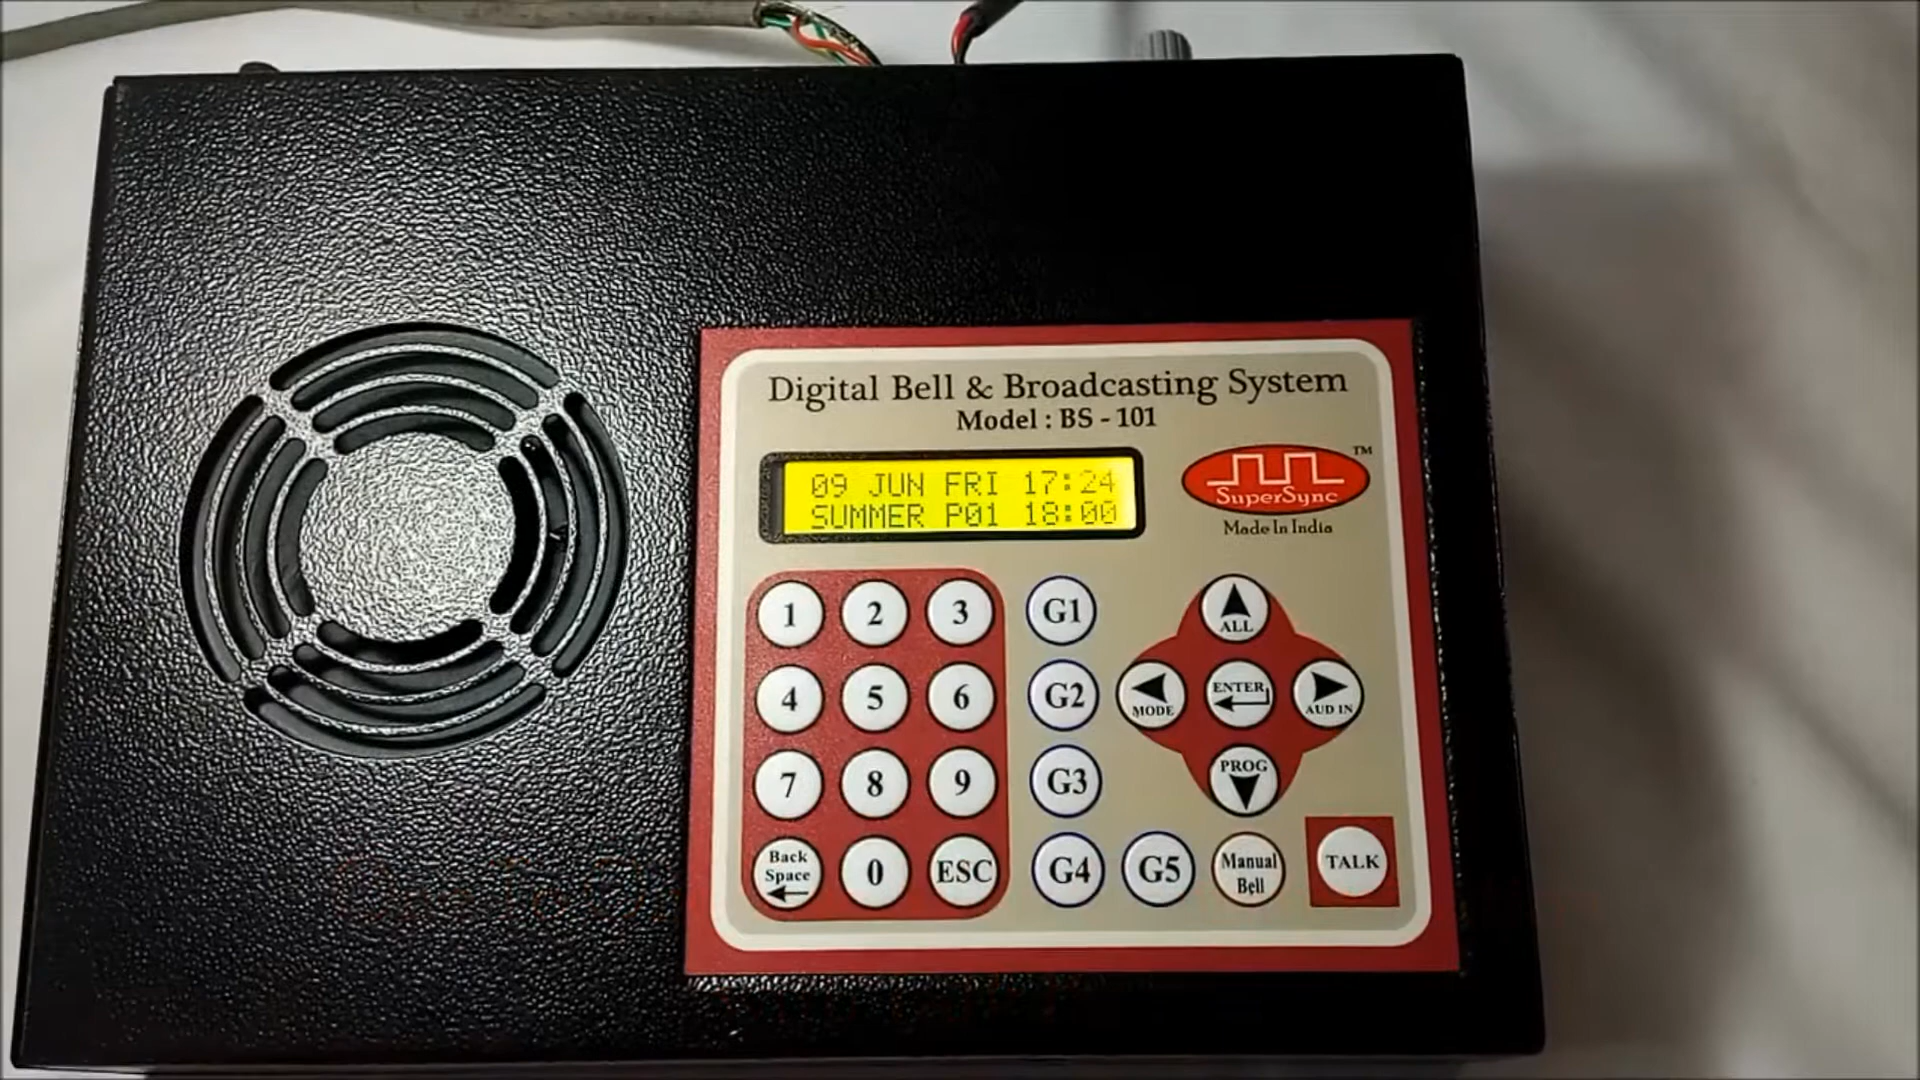 Digital Bell & Broadcasting System
Model : BS - 101
09 JUN FRI 17:24
SUMMER P01 18:00
SuperSync
TM
Made In India
1 2 3 G1
ALL
4 5 6 G2
MODE
ENTER
AUD IN
7 8 9 G3
PROG
Back
Space
0 ESC G4 G5
Manual
Bell
TALK